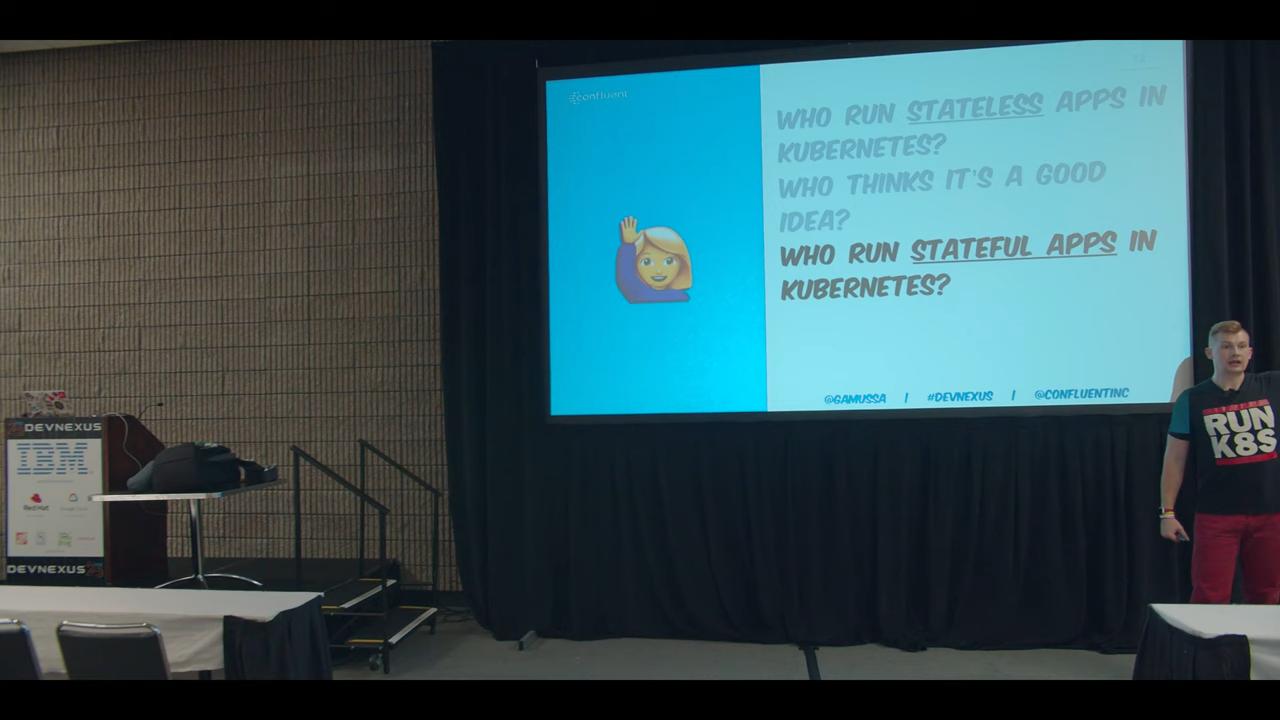 confluent
WHO RUN STATELESS APPS IN
KUBERNETES?
WHO THINKS IT'S A GOOD
IDEA?
WHO RUN STATEFUL APPS IN
KUBERNETES?
@GAMUSSA | #DEVNEXUS | @CONFLUENTINC
RUN
K8S
DEVNEXUS
IBM
Red Hat
DEVNEXUS